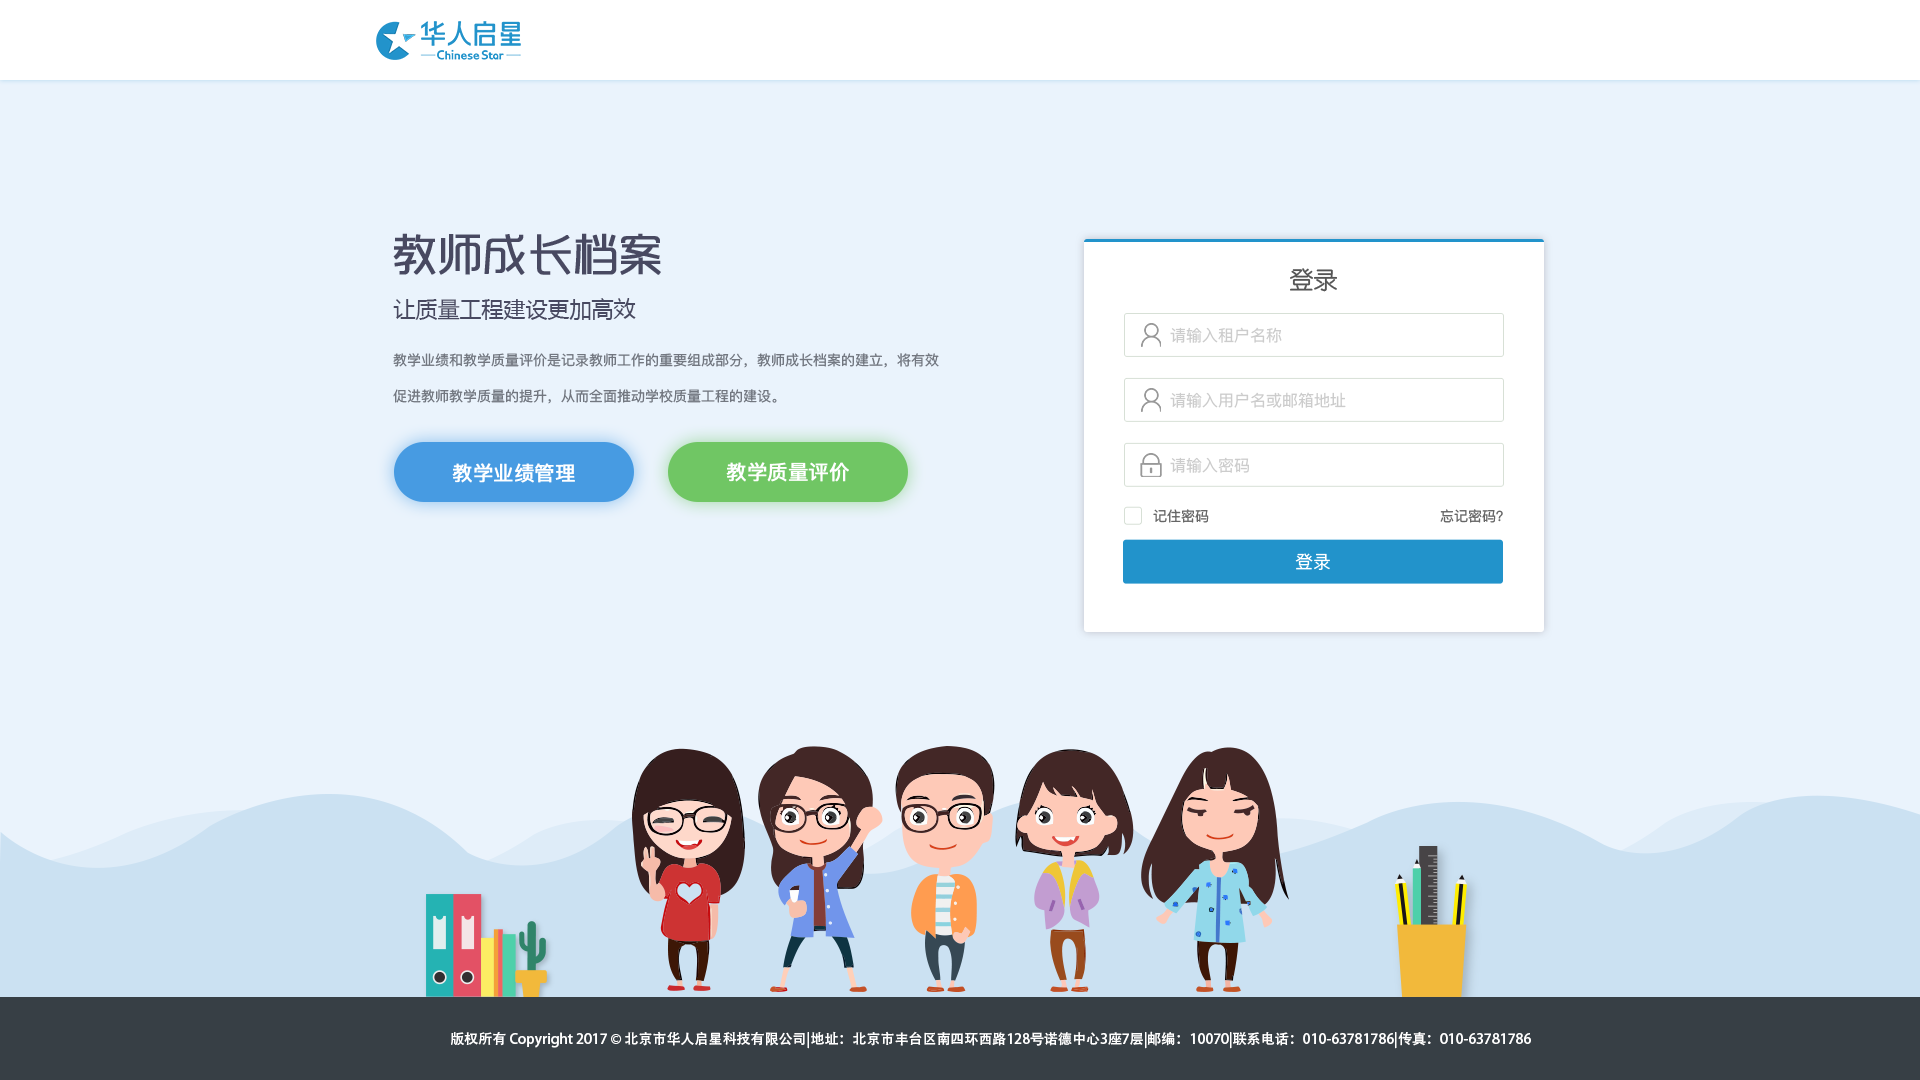 华人启星
Chinese Star
教师成长档案
让质量工程建设更加高效
教学业绩和教学质量评价是记录教师工作的重要组成部分，教师成长档案的建立，将有效
促进教师教学质量的提升，从而全面推动学校质量工程的建设。
教学业绩管理
教学质量评价
登录
请输入租户名称
请输入用户名或邮箱地址
请输入密码
记住密码
忘记密码?
登录
版权所有 Copyright 2017 © 北京市华人启星科技有限公司|地址：北京市丰台区南四环西路128号诺德中心3座7层|邮编：10070|联系电话：010-63781786|传真：010-63781786